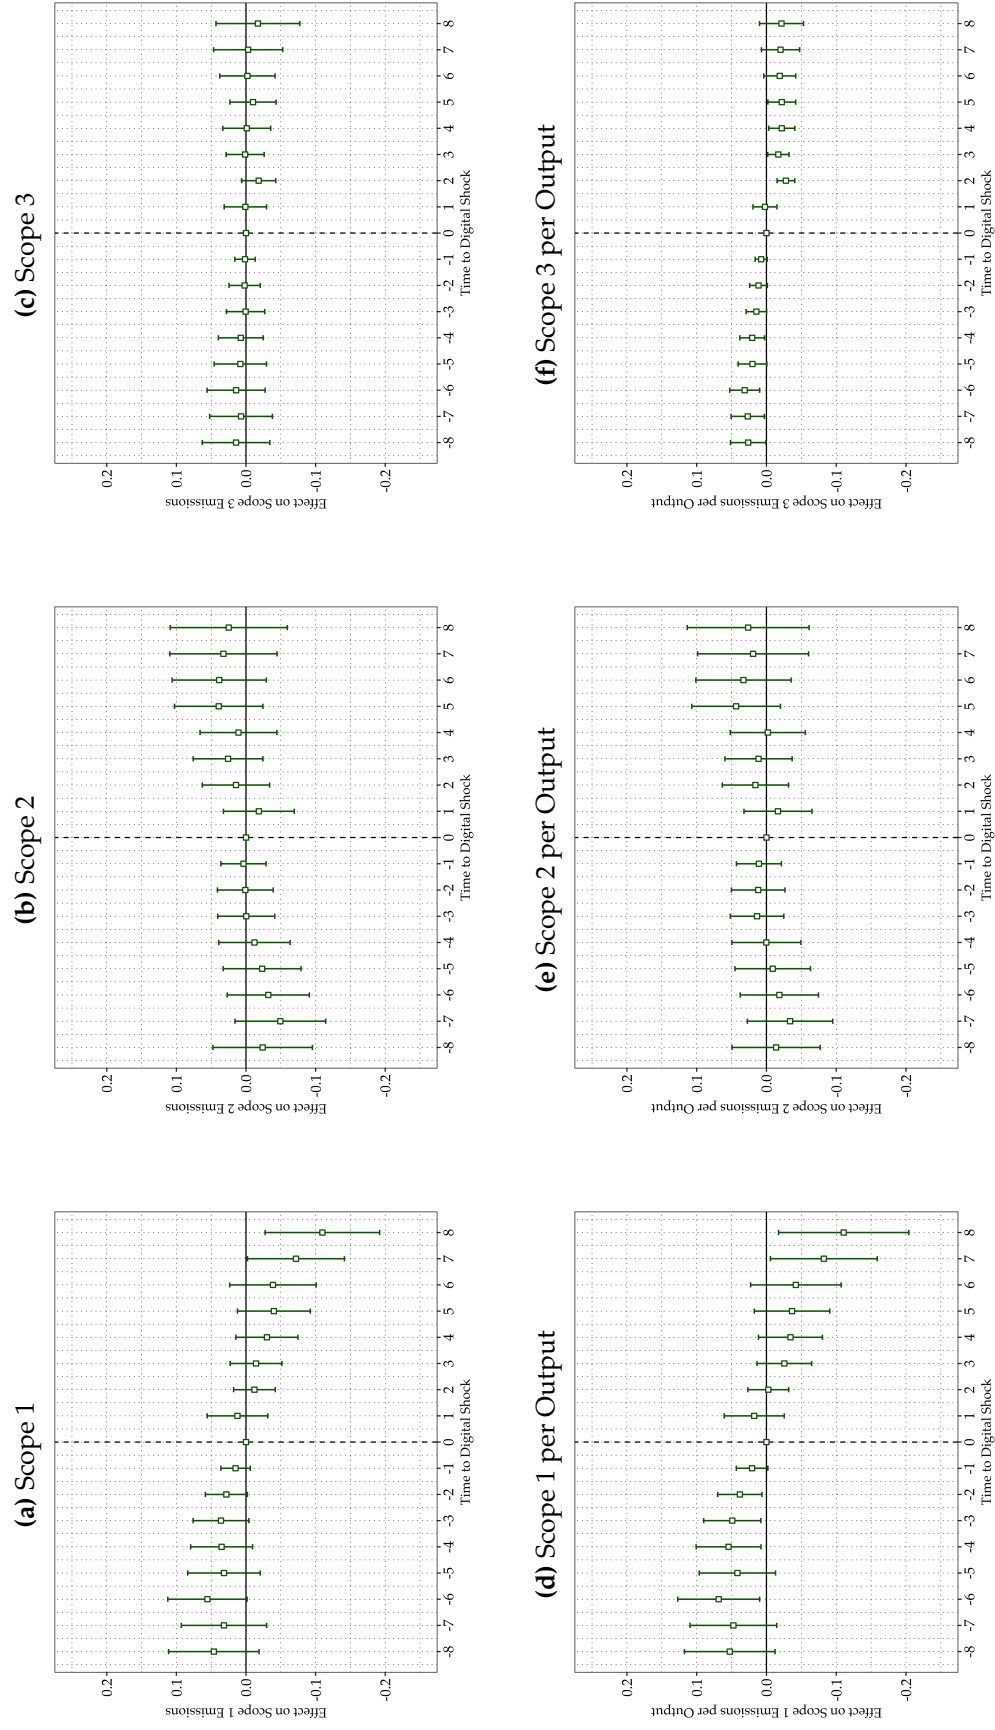 (a) Scope 1
Effect on Scope 1 Emissions
0.2
0.1
0.0
-0.1
-0.2
-8 -7 -6 -5 -4 -3 -2 -1 0 1 2 3 4 5 6 7 8
Time to Digital Shock
(b) Scope 2
Effect on Scope 2 Emissions
0.2
0.1
0.0
-0.1
-0.2
-8 -7 -6 -5 -4 -3 -2 -1 0 1 2 3 4 5 6 7 8
Time to Digital Shock
(c) Scope 3
Effect on Scope 3 Emissions
0.2
0.1
0.0
-0.1
-0.2
-8 -7 -6 -5 -4 -3 -2 -1 0 1 2 3 4 5 6 7 8
Time to Digital Shock
(d) Scope 1 per Output
Effect on Scope 1 Emissions per Output
0.2
0.1
0.0
-0.1
-0.2
-8 -7 -6 -5 -4 -3 -2 -1 0 1 2 3 4 5 6 7 8
Time to Digital Shock
(e) Scope 2 per Output
Effect on Scope 2 Emissions per Output
0.2
0.1
0.0
-0.1
-0.2
-8 -7 -6 -5 -4 -3 -2 -1 0 1 2 3 4 5 6 7 8
Time to Digital Shock
(f) Scope 3 per Output
Effect on Scope 3 Emissions per Output
0.2
0.1
0.0
-0.1
-0.2
-8 -7 -6 -5 -4 -3 -2 -1 0 1 2 3 4 5 6 7 8
Time to Digital Shock